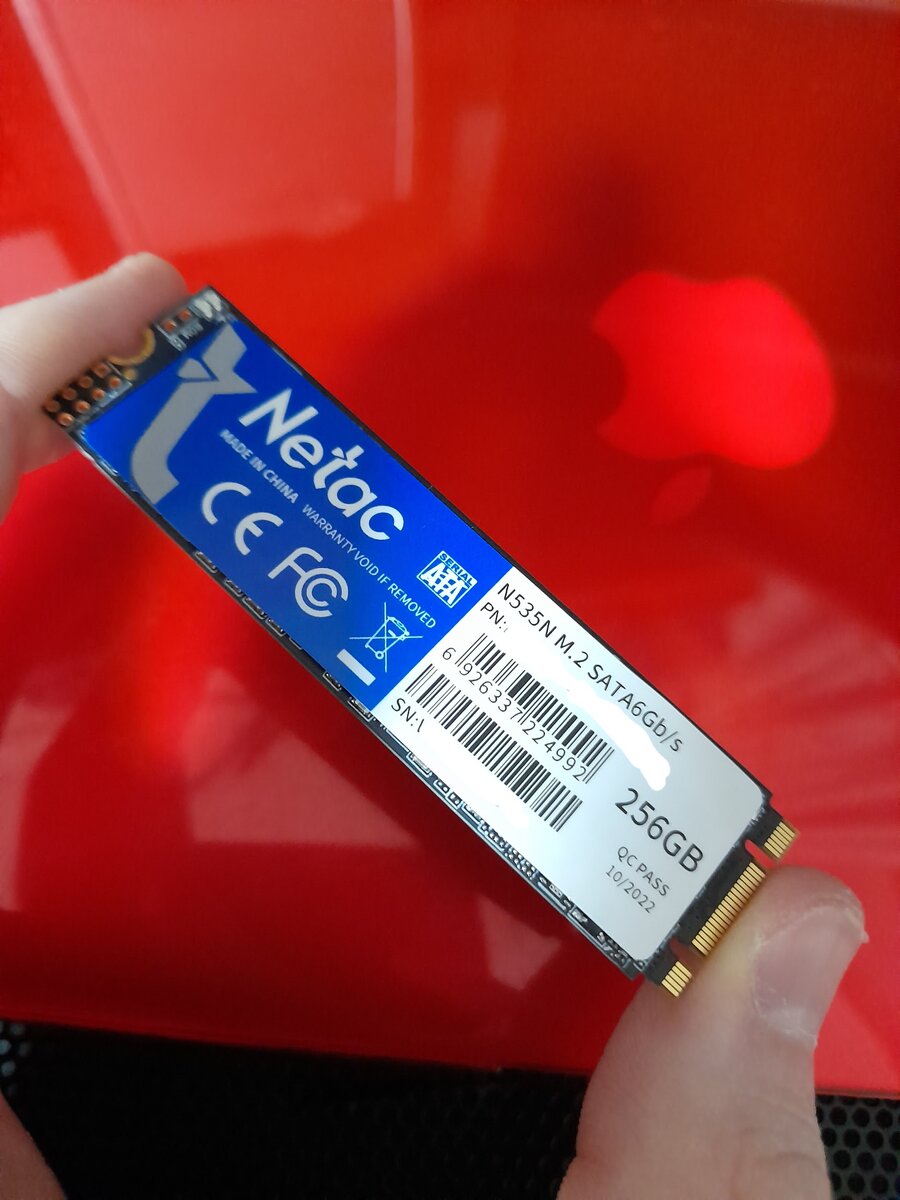 Netac
MADE IN CHINA WARRANTY VOID IF REMOVED
CE FC
SERIAL
ATA
N535N M.2 SATA6Gb/s
PN:
6 926337 224992
SN:
256GB
QC PASS
10/2022